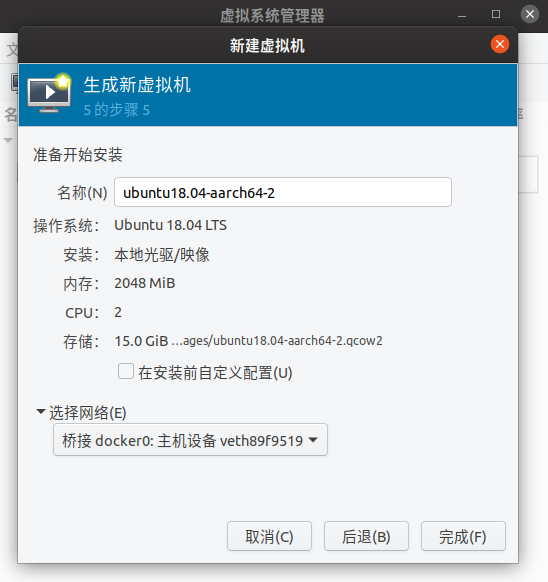 虚拟系统管理器
新建虚拟机
生成新虚拟机
5 的步骤 5
准备开始安装
名称(N) ubuntu18.04-aarch64-2
操作系统: Ubuntu 18.04 LTS
安装: 本地光驱/映像
内存: 2048 MiB
CPU: 2
存储: 15.0 GiB ...ages/ubuntu18.04-aarch64-2.qcow2
在安装前自定义配置(U)
选择网络(E)
桥接 docker0: 主机设备 veth89f9519
取消(C) 后退(B) 完成(F)